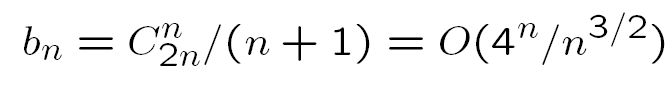 $b_n = C_{2n}^n/(n+1) = O(4^n/n^{3/2})$